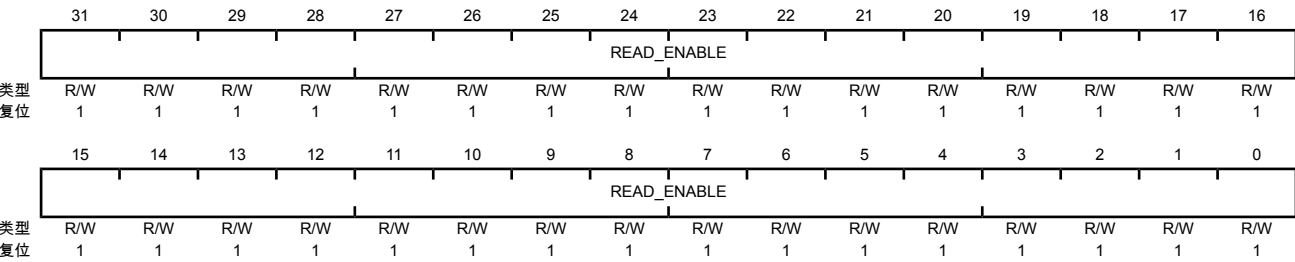 31 30 29 28 27 26 25 24 23 22 21 20 19 18 17 16
READ_ENABLE
类型 R/W R/W R/W R/W R/W R/W R/W R/W R/W R/W R/W R/W R/W R/W R/W R/W
复位 1 1 1 1 1 1 1 1 1 1 1 1 1 1 1 1
15 14 13 12 11 10 9 8 7 6 5 4 3 2 1 0
READ_ENABLE
类型 R/W R/W R/W R/W R/W R/W R/W R/W R/W R/W R/W R/W R/W R/W R/W R/W
复位 1 1 1 1 1 1 1 1 1 1 1 1 1 1 1 1